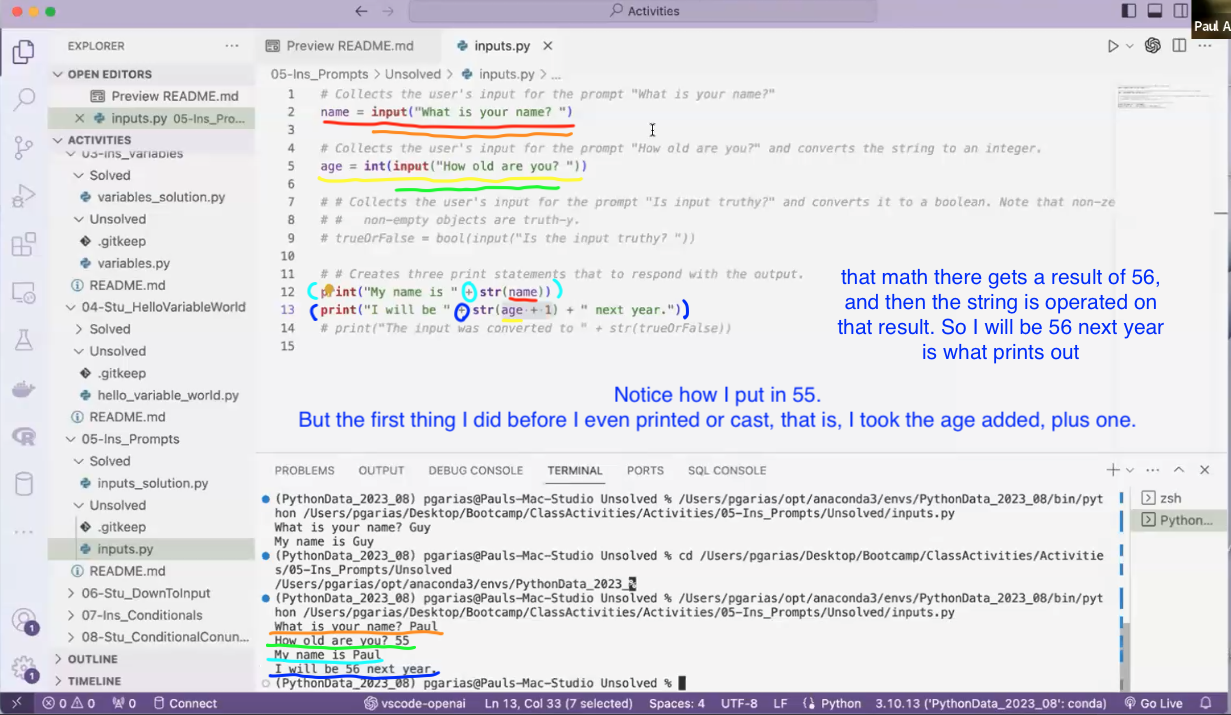 Activities
Paul A
EXPLORER
OPEN EDITORS
Preview README.md
inputs.py 05-Ins_Pro...
ACTIVITIES
03-Ins_Variables
Solved
variables_solution.py
Unsolved
.gitkeep
variables.py
README.md
04-Stu_HelloVariableWorld
Solved
Unsolved
.gitkeep
hello_variable_world.py
README.md
05-Ins_Prompts
Solved
inputs_solution.py
Unsolved
.gitkeep
inputs.py
README.md
06-Stu_DownToInput
07-Ins_Conditionals
08-Stu_ConditionalConun...
OUTLINE
TIMELINE
Preview README.md
inputs.py
05-Ins_Prompts > Unsolved > inputs.py > ...
1 # Collects the user's input for the prompt "What is your name?"
2 name = input("What is your name? ")
3
4 # Collects the user's input for the prompt "How old are you?" and converts the string to an integer.
5 age = int(input("How old are you? "))
6
7 # # Collects the user's input for the prompt "Is input truthy?" and converts it to a boolean. Note that non-ze
8 # #   non-empty objects are truth-y.
9 # trueOrFalse = bool(input("Is the input truthy? "))
10
11 # # Creates three print statements that to respond with the output.
12 print("My name is " + str(name))
13 print("I will be " + str(age + 1) + " next year.")
14 # print("The input was converted to " + str(trueOrFalse))
15
that math there gets a result of 56,
and then the string is operated on
that result. So I will be 56 next year
is what prints out
Notice how I put in 55.
But the first thing I did before I even printed or cast, that is, I took the age added, plus one.
PROBLEMS OUTPUT DEBUG CONSOLE TERMINAL PORTS SQL CONSOLE
(PythonData_2023_08) pgarias@Pauls-Mac-Studio Unsolved % /Users/pgarias/opt/anaconda3/envs/PythonData_2023_08/bin/pyt
hon /Users/pgarias/Desktop/Bootcamp/ClassActivities/Activities/05-Ins_Prompts/Unsolved/inputs.py
What is your name? Guy
My name is Guy
(PythonData_2023_08) pgarias@Pauls-Mac-Studio Unsolved % cd /Users/pgarias/Desktop/Bootcamp/ClassActivities/Activitie
s/05-Ins_Prompts/Unsolved
/Users/pgarias/opt/anaconda3/envs/PythonData_2023_
(PythonData_2023_08) pgarias@Pauls-Mac-Studio Unsolved % /Users/pgarias/opt/anaconda3/envs/PythonData_2023_08/bin/pyt
hon /Users/pgarias/Desktop/Bootcamp/ClassActivities/Activities/05-Ins_Prompts/Unsolved/inputs.py
What is your name? Paul
How old are you? 55
My name is Paul
I will be 56 next year.
(PythonData_2023_08) pgarias@Pauls-Mac-Studio Unsolved %
zsh
Python...
1
1
0 0 0 Connect vscode-openai Ln 13, Col 33 (7 selected) Spaces: 4 UTF-8 LF Python 3.10.13 ('PythonData_2023_08': conda) Go Live